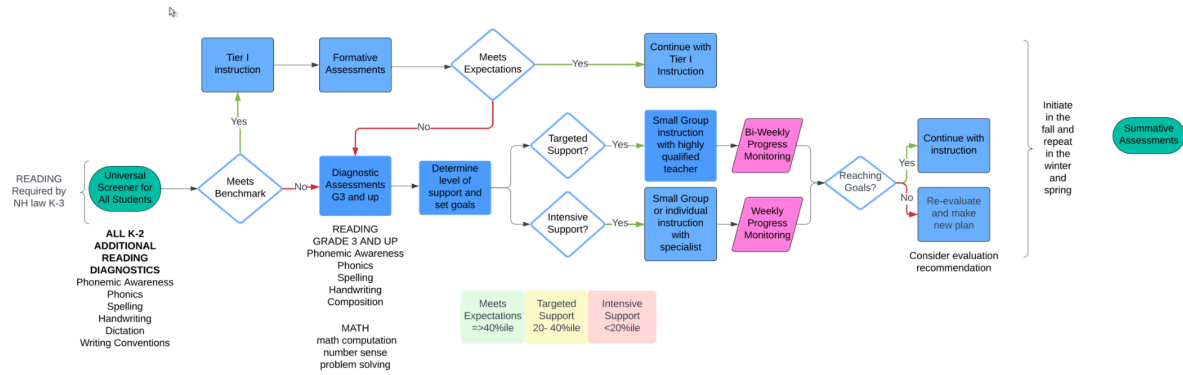 READING
Required by
NH law K-3
Universal
Screener for
All Students
ALL K-2
ADDITIONAL
READING
DIAGNOSTICS
Phonemic Awareness
Phonics
Spelling
Handwriting
Dictation
Writing Conventions
Meets
Benchmark
Yes
No
Tier I
instruction
Formative
Assessments
Meets
Expectations
Yes
No
Continue with
Tier I
Instruction
Diagnostic
Assessments
G3 and up
READING
GRADE 3 AND UP
Phonemic Awareness
Phonics
Spelling
Handwriting
Composition
MATH
math computation
number sense
problem solving
Determine
level of
support and
set goals
Targeted
Support?
Yes
Small Group
instruction
with highly
qualified
teacher
Bi-Weekly
Progress
Monitoring
Intensive
Support?
Yes
Small Group
or individual
instruction
with
specialist
Weekly
Progress
Monitoring
Reaching
Goals?
Yes
No
Continue with
instruction
Re-evaluate
and make
new plan
Consider evaluation
recommendation
Meets
Expectations
=>40%ile
Targeted
Support
20- 40%ile
Intensive
Support
<20%ile
Initiate
in the
fall and
repeat
in the
winter
and
spring
Summative
Assessments